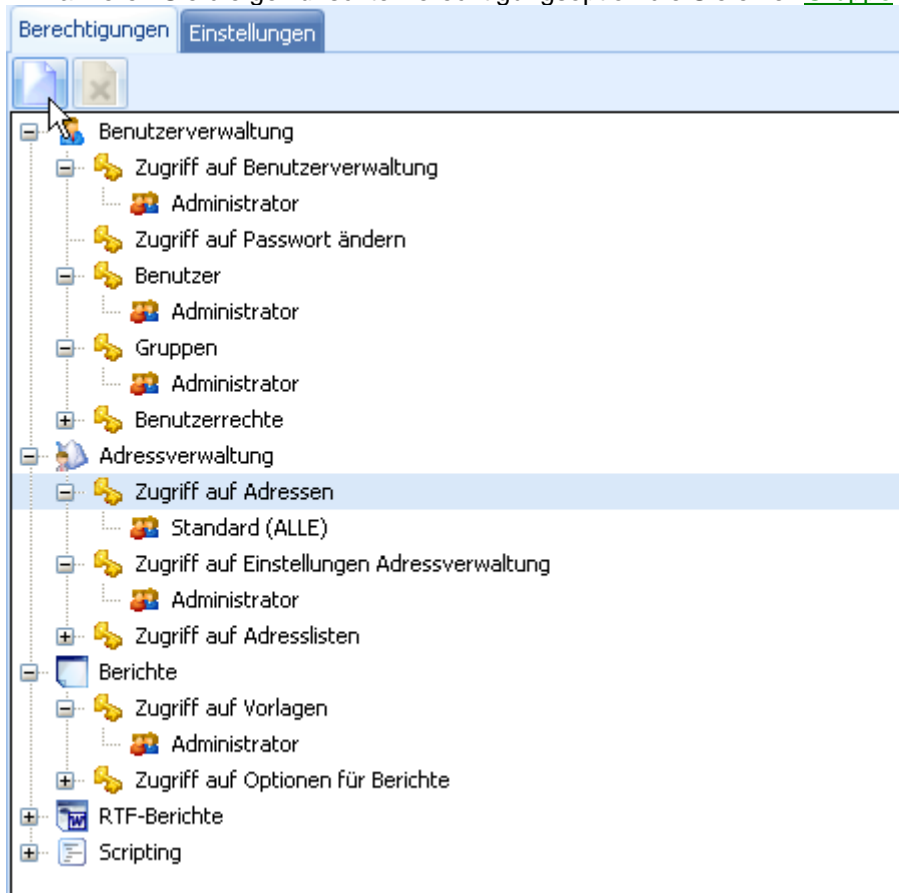 Berechtigungen Einstellungen
Benutzerverwaltung
Zugriff auf Benutzerverwaltung
Administrator
Zugriff auf Passwort ändern
Benutzer
Administrator
Gruppen
Administrator
Benutzerrechte
Adressverwaltung
Zugriff auf Adressen
Standard (ALLE)
Zugriff auf Einstellungen Adressverwaltung
Administrator
Zugriff auf Adresslisten
Berichte
Zugriff auf Vorlagen
Administrator
Zugriff auf Optionen für Berichte
RTF-Berichte
Scripting